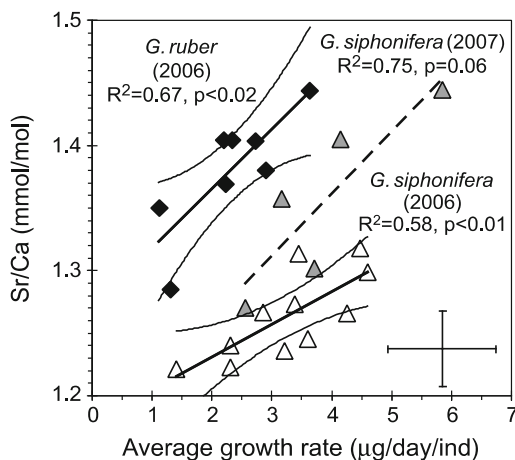 G. ruber
(2006)
R²=0.67, p<0.02
G. siphonifera (2007)
R²=0.75, p=0.06
G. siphonifera
(2006)
R²=0.58, p<0.01
1.5
1.4
1.3
1.2
Sr/Ca (mmol/mol)
0 1 2 3 4 5 6 7
Average growth rate (μg/day/ind)